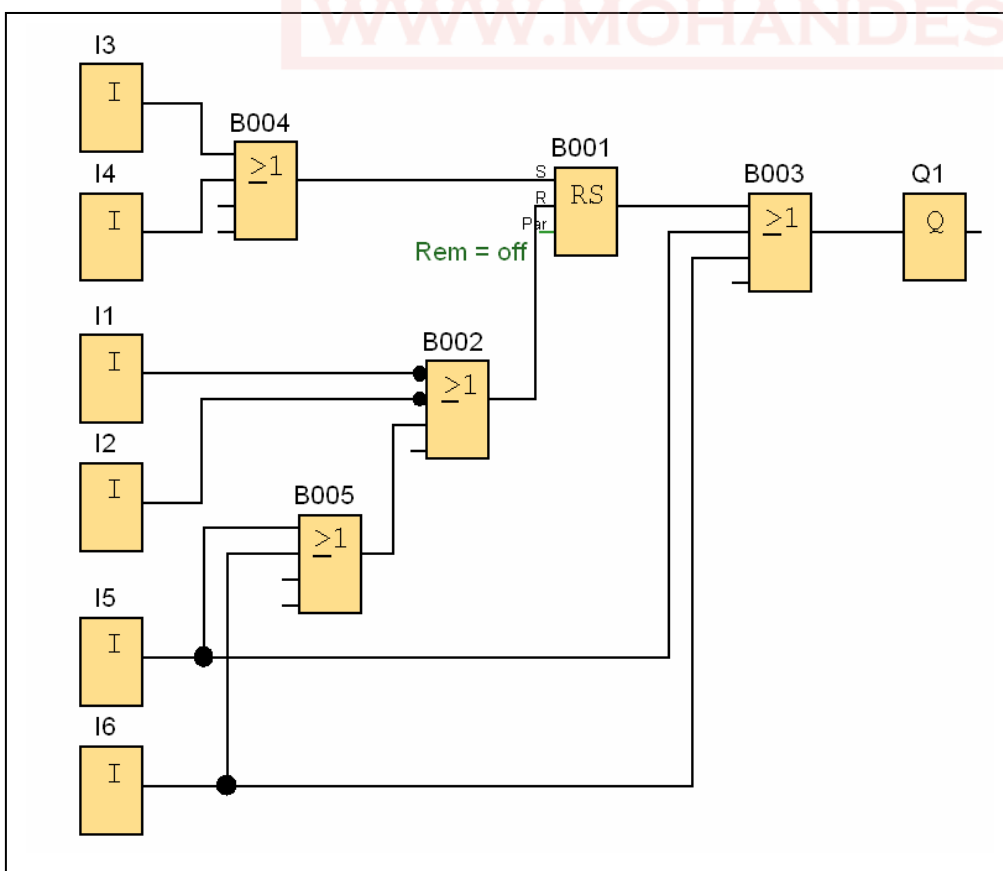 WWW.MOHANDES
I3
I
B004
≥1
I4
I
B001
S
R
Par
RS
Rem = off
B003
≥1
Q1
Q
I1
I
B002
≥1
I2
I
B005
≥1
I5
I
I6
I